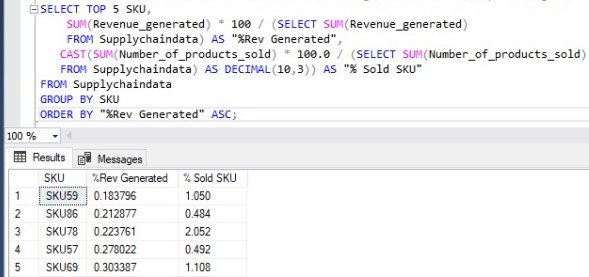 SELECT TOP 5 SKU,
SUM(Revenue_generated) * 100 / (SELECT SUM(Revenue_generated)
FROM Supplychaindata) AS "%Rev Generated",
CAST(SUM(Number_of_products_sold) * 100.0 / (SELECT SUM(Number_of_products_sold)
FROM Supplychaindata) AS DECIMAL(10,3)) AS "% Sold SKU"
FROM Supplychaindata
GROUP BY SKU
ORDER BY "%Rev Generated" ASC;
100 %
Results Messages
SKU %Rev Generated % Sold SKU
1 SKU59 0.183796 1.050
2 SKU86 0.212877 0.484
3 SKU78 0.223761 2.052
4 SKU57 0.278022 0.492
5 SKU69 0.303387 1.108